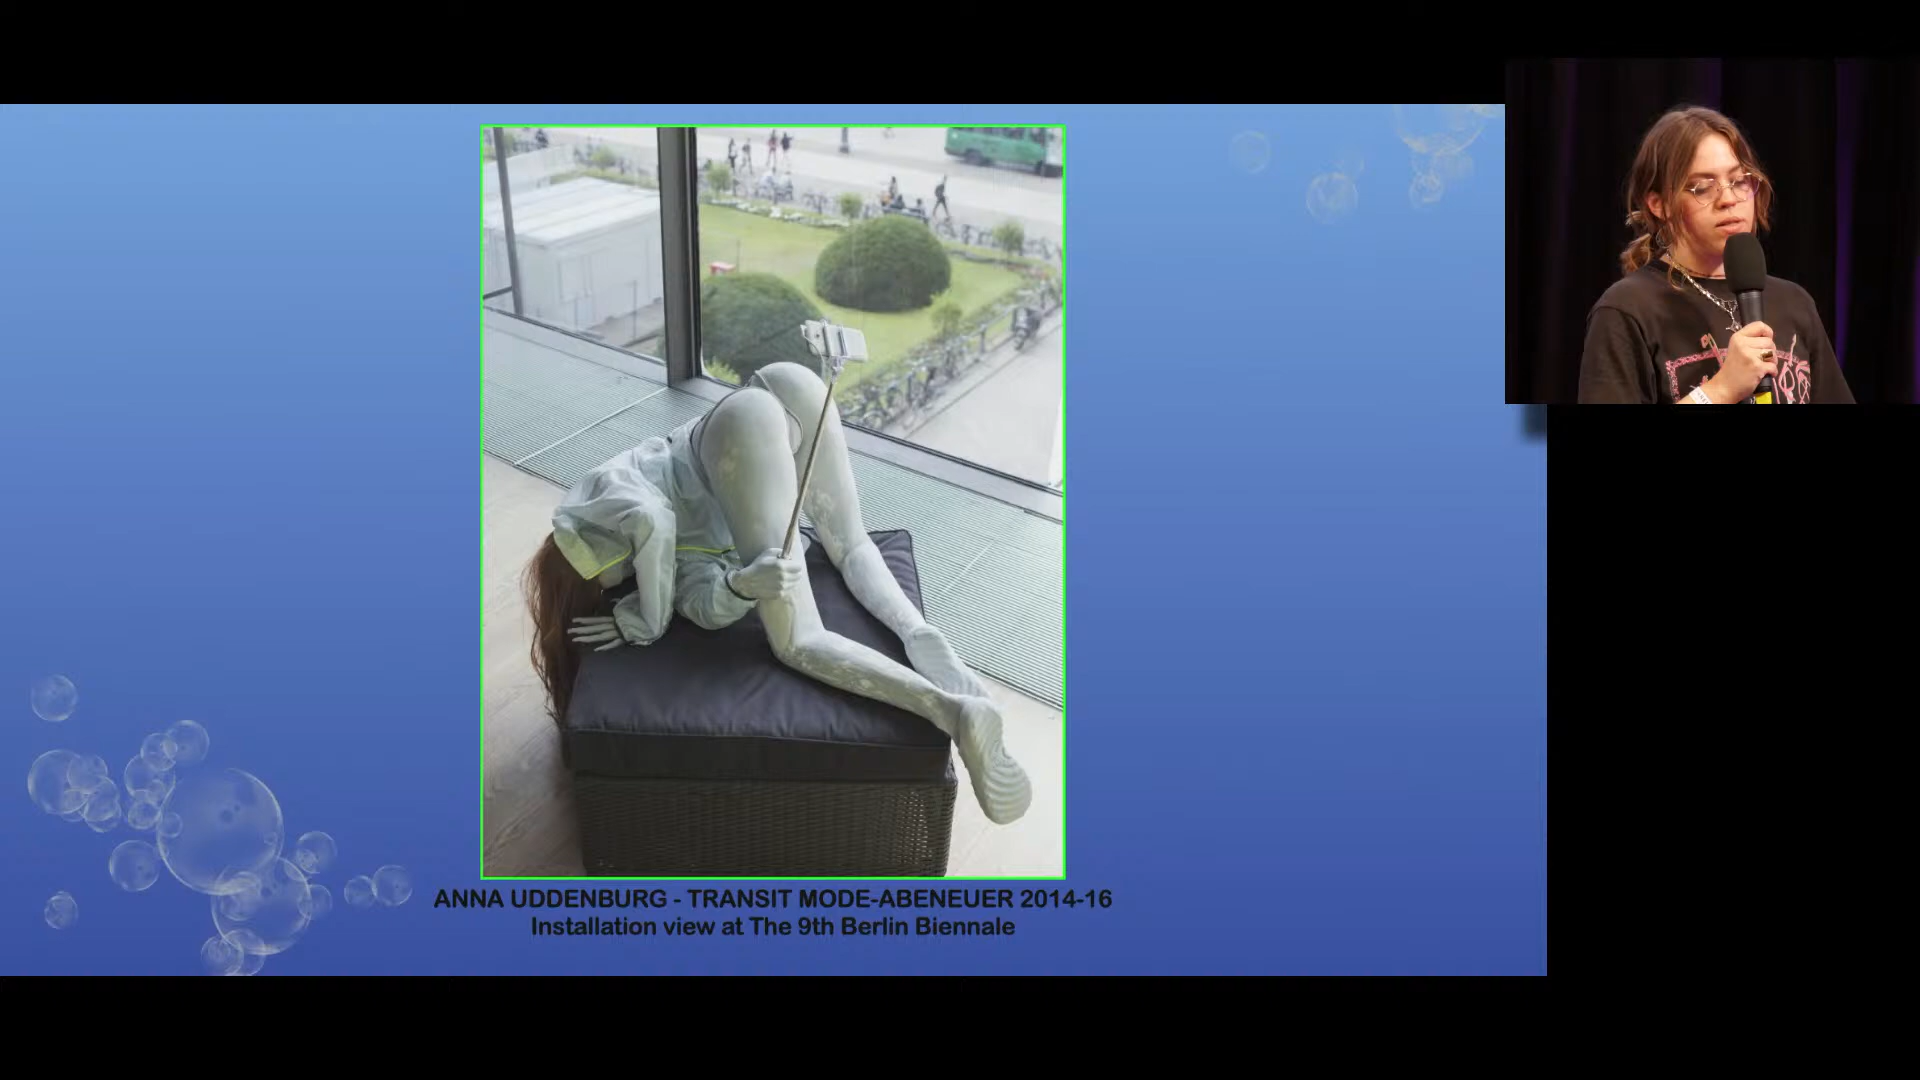 ANNA UDDENBURG - TRANSIT MODE-ABENEUER 2014-16
Installation view at The 9th Berlin Biennale